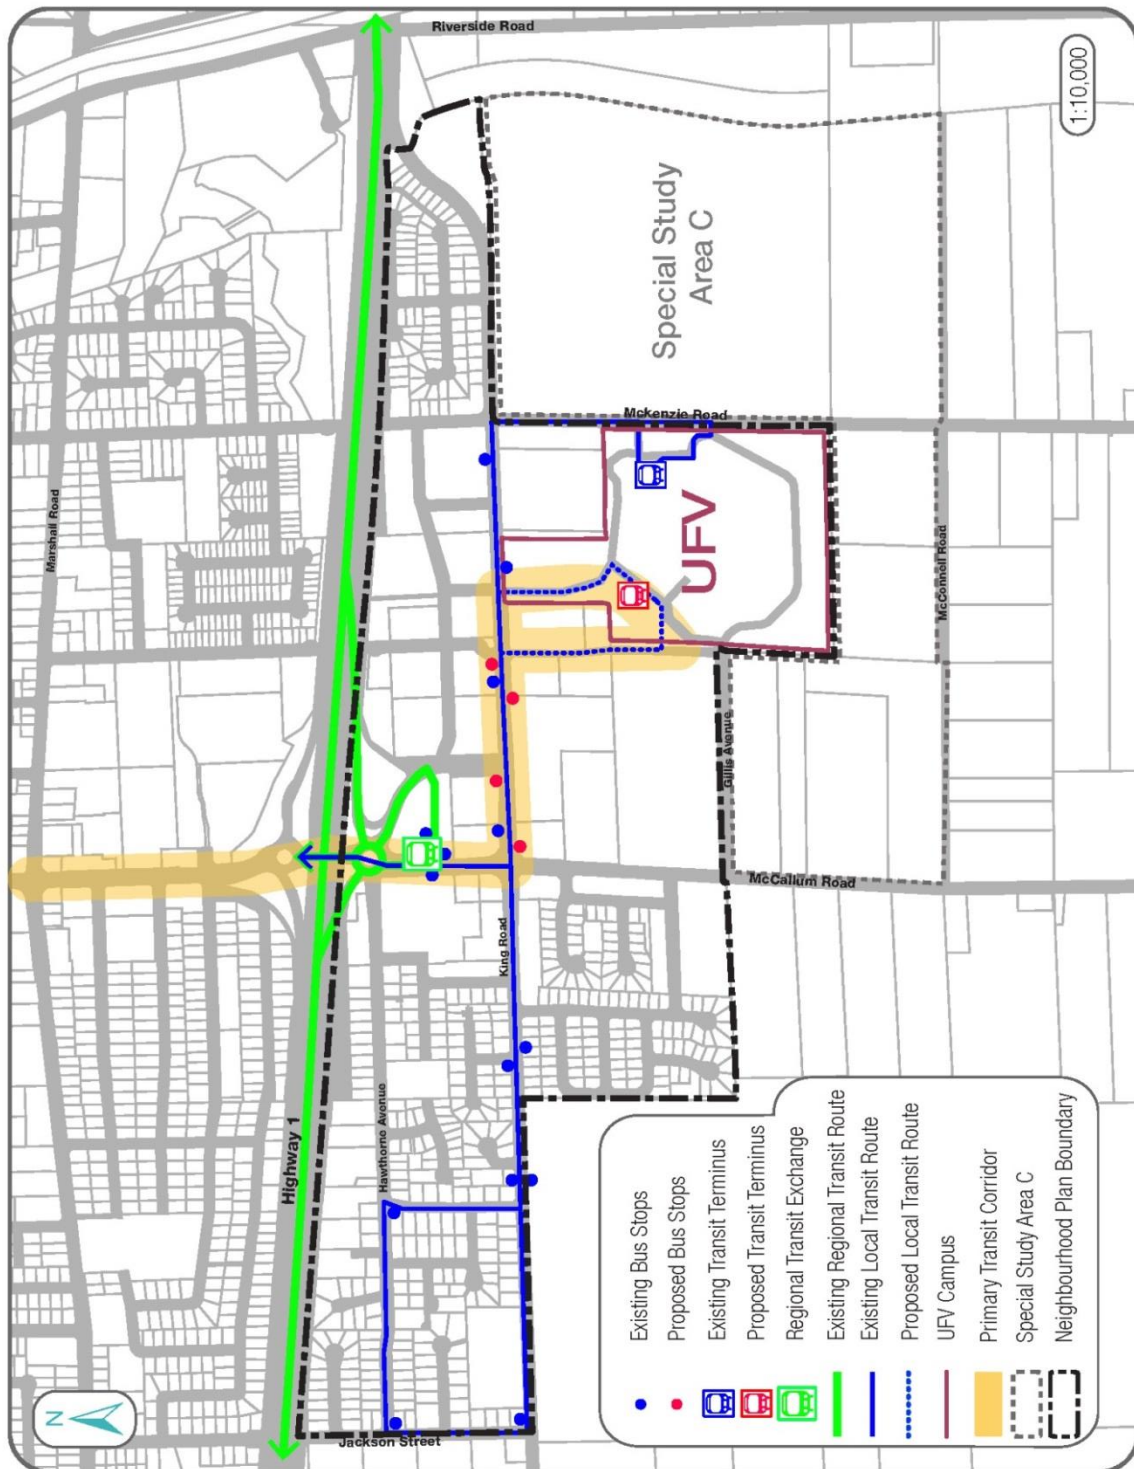 Riverside Road
1:10,000
Special Study
Area C
Mckenzie Road
Marshall Road
UFV
McConnell Road
Gillis Avenue
McCallum Road
King Road
Hawthorne Avenue
Highway 1
Jackson Street
N
Existing Bus Stops
Proposed Bus Stops
Existing Transit Terminus
Proposed Transit Terminus
Regional Transit Exchange
Existing Regional Transit Route
Existing Local Transit Route
Proposed Local Transit Route
UFV Campus
Primary Transit Corridor
Special Study Area C
Neighbourhood Plan Boundary